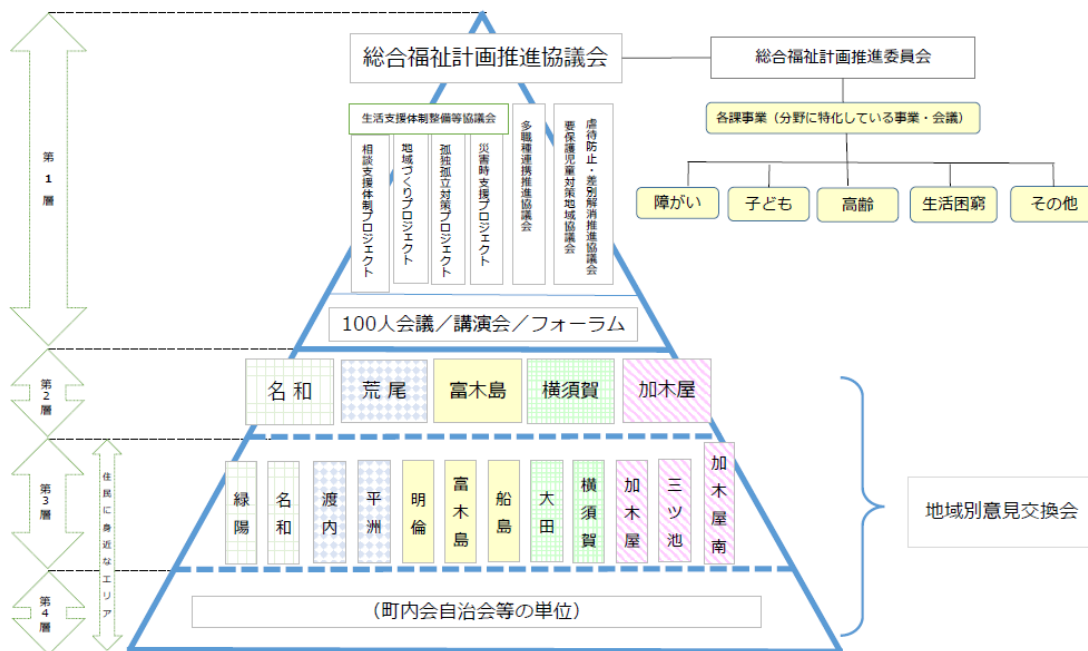 総合福祉計画推進協議会
総合福祉計画推進委員会
各課事業（分野に特化している事業・会議）
障がい
子ども
高齢
生活困窮
その他
第1層
生活支援体制整備等協議会
相談支援体制プロジェクト
地域づくりプロジェクト
孤独孤立対策プロジェクト
災害時支援プロジェクト
多職種連携推進協議会
虐待防止・差別解消推進協議会
要保護児童対策地域協議会
100人会議／講演会／フォーラム
第2層
名和
荒尾
富木島
横須賀
加木屋
第3層
住民に身近なエリア
緑陽
名和
渡内
平洲
明倫
富木島
船島
大田
横須賀
加木屋
三ツ池
加木屋南
地域別意見交換会
第4層
（町内会自治会等の単位）